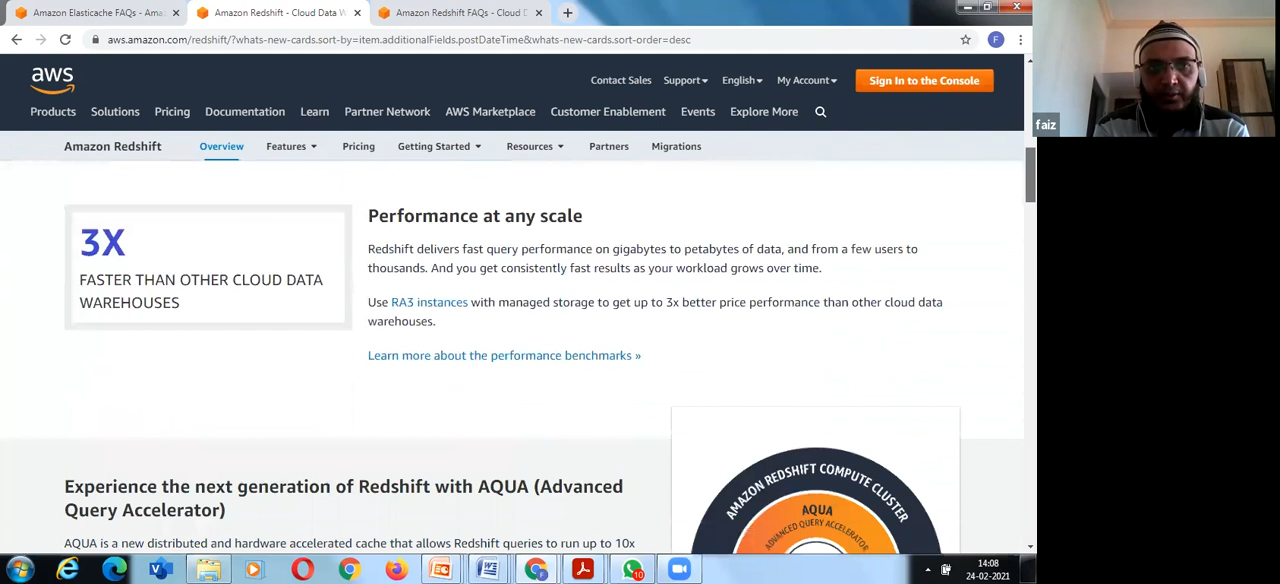 Amazon Elasticache FAQs - Ama
Amazon Redshift - Cloud Data W
Amazon Redshift FAQs - Cloud D
aws.amazon.com/redshift/?whats-new-cards.sort-by=item.additionalFields.postDateTime&whats-new-cards.sort-order=desc
F
aws
Contact Sales Support English My Account Sign In to the Console
Products Solutions Pricing Documentation Learn Partner Network AWS Marketplace Customer Enablement Events Explore More
Amazon Redshift Overview Features Pricing Getting Started Resources Partners Migrations
faiz
3X
FASTER THAN OTHER CLOUD DATA
WAREHOUSES
Performance at any scale
Redshift delivers fast query performance on gigabytes to petabytes of data, and from a few users to
thousands. And you get consistently fast results as your workload grows over time.
Use RA3 instances with managed storage to get up to 3x better price performance than other cloud data
warehouses.
Learn more about the performance benchmarks »
Experience the next generation of Redshift with AQUA (Advanced
Query Accelerator)
AQUA is a new distributed and hardware accelerated cache that allows Redshift queries to run up to 10x
AMAZON REDSHIFT COMPUTE CLUSTER
AQUA
ADVANCED QUERY ACCELERATOR
10
14:08
24-02-2021